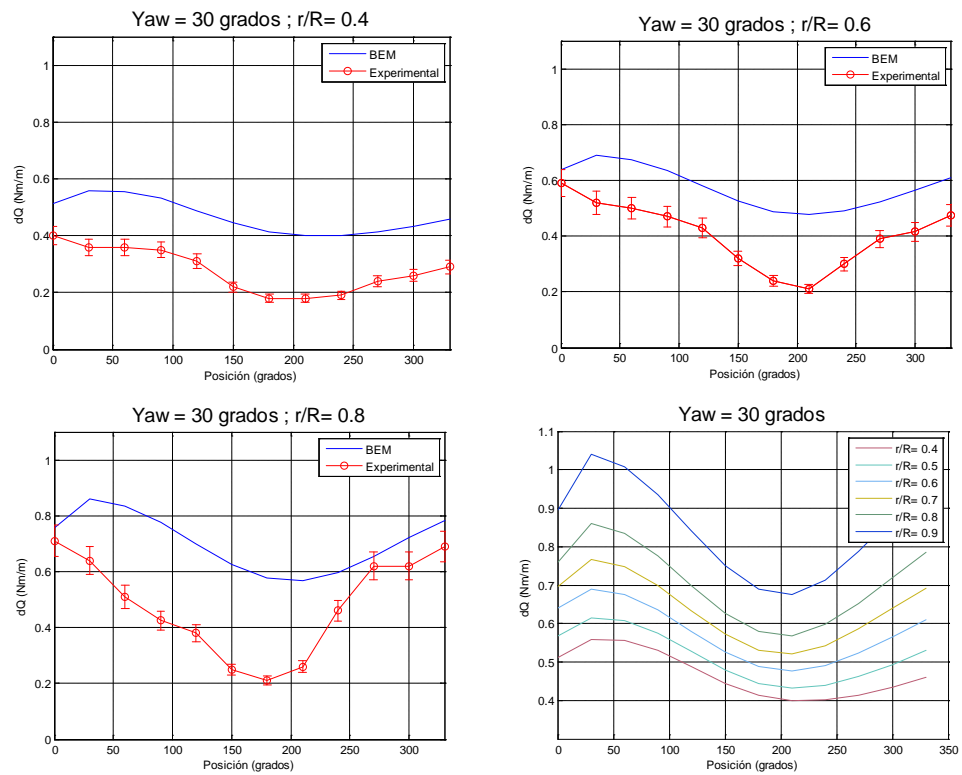 Yaw = 30 grados ; r/R= 0.4
BEM
Experimental
1
0.8
0.6
0.4
0.2
0
dQ (Nm/m)
0 50 100 150 200 250 300
Posición (grados)
Yaw = 30 grados ; r/R= 0.6
BEM
Experimental
1
0.8
0.6
0.4
0.2
0
dQ (Nm/m)
0 50 100 150 200 250 300
Posición (grados)
Yaw = 30 grados ; r/R= 0.8
BEM
Experimental
1
0.8
0.6
0.4
0.2
0
dQ (Nm/m)
0 50 100 150 200 250 300
Posición (grados)
Yaw = 30 grados
r/R= 0.4
r/R= 0.5
r/R= 0.6
r/R= 0.7
r/R= 0.8
r/R= 0.9
1.1
1
0.9
0.8
0.7
0.6
0.5
0.4
dQ (Nm/m)
0 50 100 150 200 250 300 350
Posición (grados)